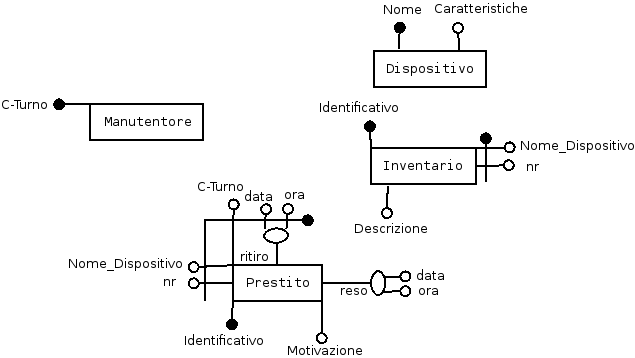 Nome
Caratteristiche
Dispositivo
C-Turno
Manutentore
Identificativo
Nome_Dispositivo
Inventario
nr
Descrizione
C-Turno
data
ora
ritiro
Nome_Dispositivo
nr
Prestito
reso
data
ora
Identificativo
Motivazione